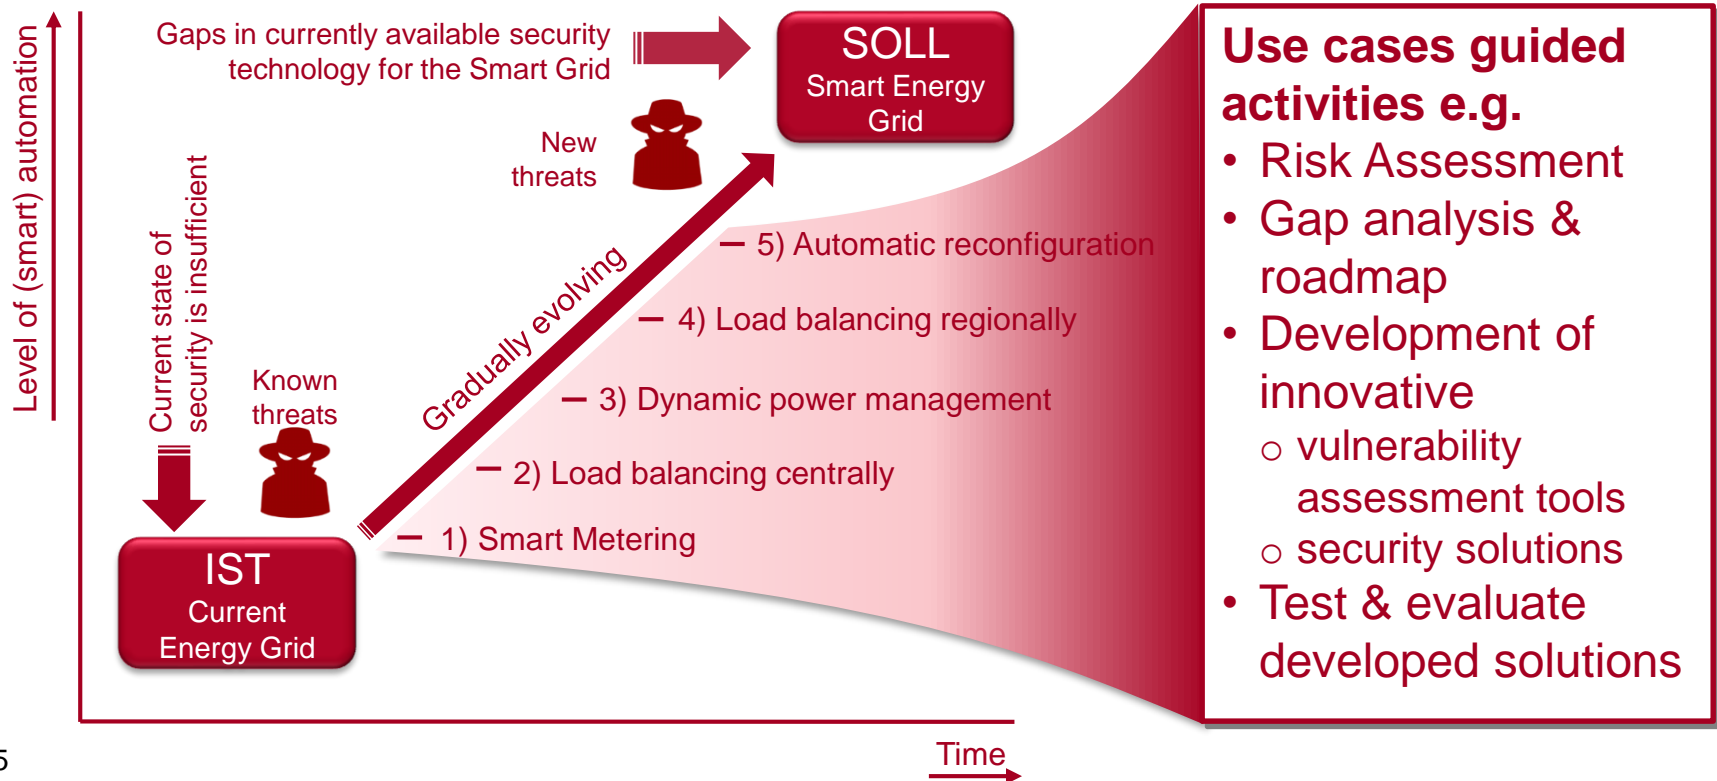 Level of (smart) automation
Gaps in currently available security
technology for the Smart Grid
SOLL
Smart Energy
Grid
New
threats
Current state of
security is insufficient
Known
threats
Gradually evolving
IST
Current
Energy Grid
– 5) Automatic reconfiguration
– 4) Load balancing regionally
– 3) Dynamic power management
– 2) Load balancing centrally
– 1) Smart Metering
Use cases guided
activities e.g.
• Risk Assessment
• Gap analysis &
roadmap
• Development of
innovative
o vulnerability
assessment tools
o security solutions
• Test & evaluate
developed solutions
Time
5